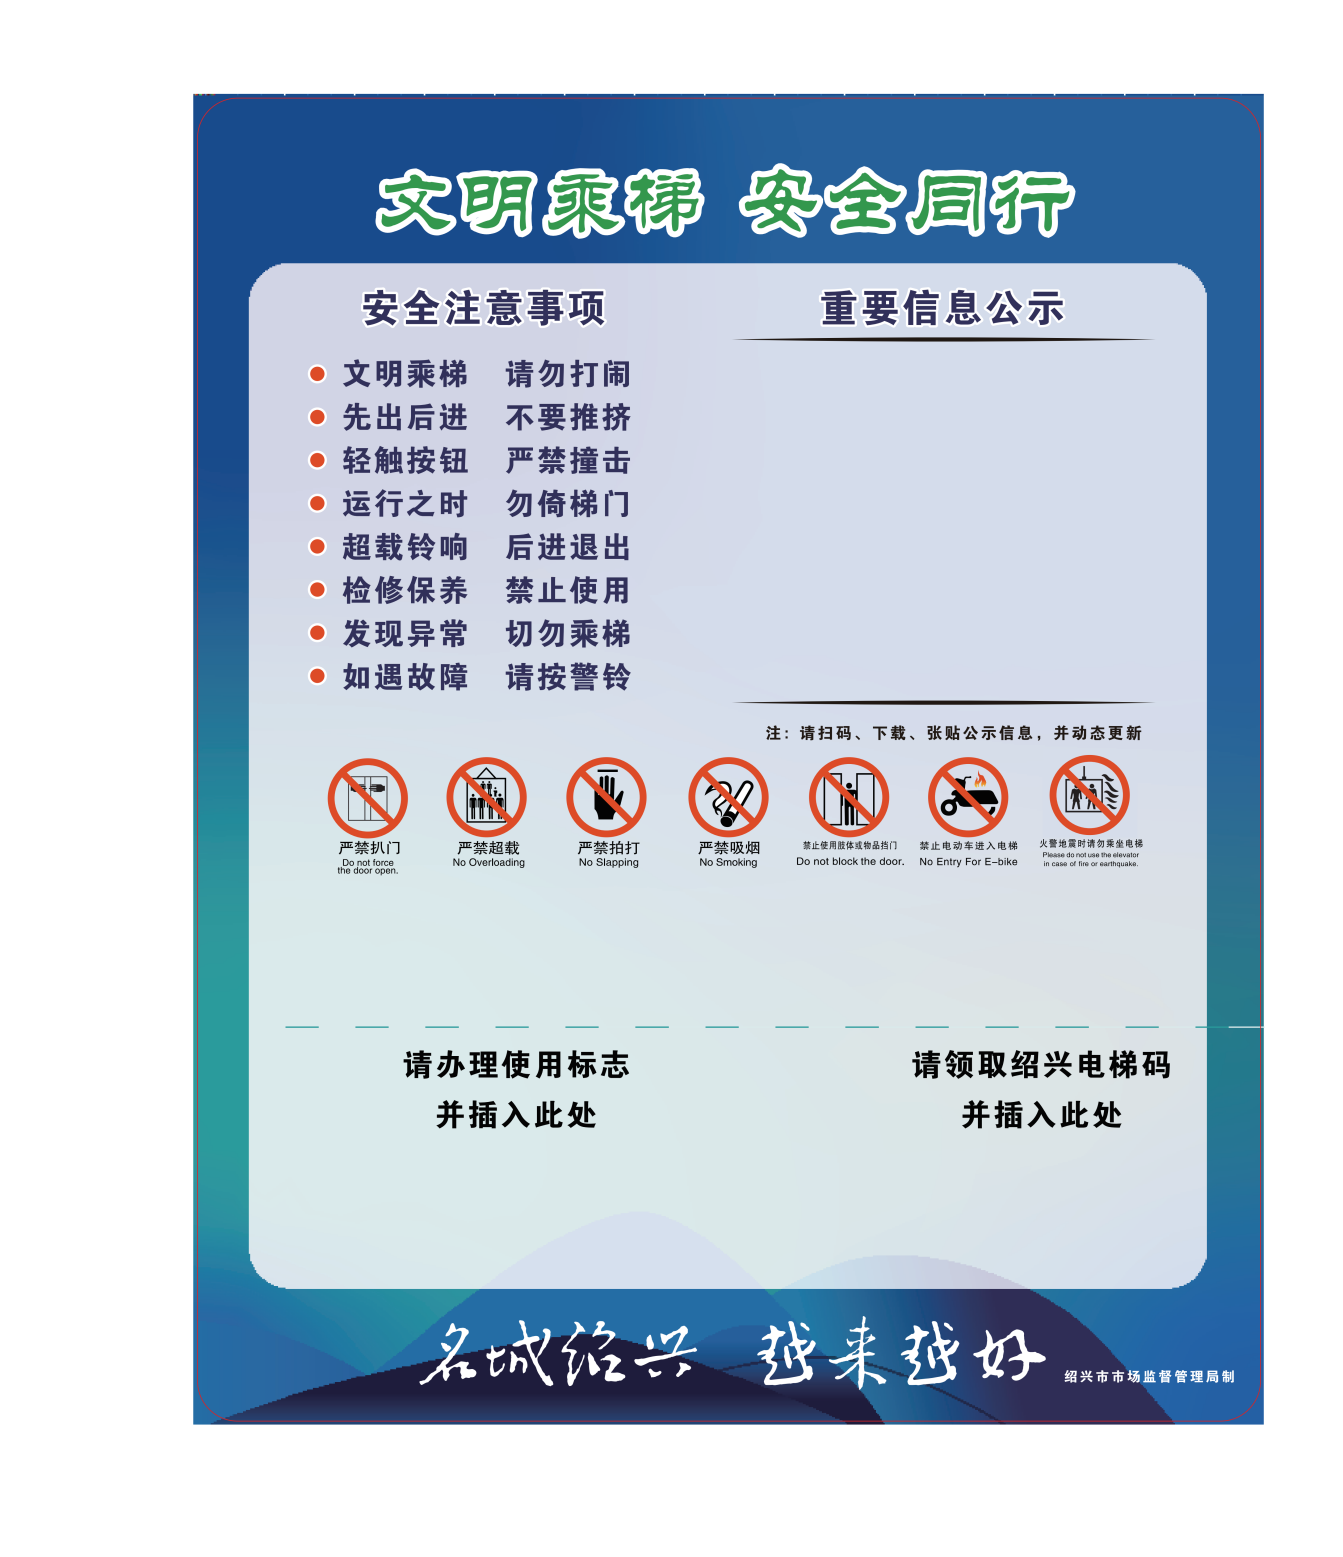 文明乘梯 安全同行
安全注意事项
文明乘梯 请勿打闹
先出后进 不要推挤
轻触按钮 严禁撞击
运行之时 勿倚梯门
超载铃响 后进退出
检修保养 禁止使用
发现异常 切勿乘梯
如遇故障 请按警铃
重要信息公示
注：请扫码、下载、张贴公示信息，并动态更新
严禁扒门
Do not force
the door open.
严禁超载
No Overloading
严禁拍打
No Slapping
严禁吸烟
No Smoking
禁止使用肢体或物品挡门
Do not block the door.
禁止电动车进入电梯
No Entry For E-bike
火警地震时请勿乘坐电梯
Please do not use the elevator
in case of fire or earthquake.
请办理使用标志
并插入此处
请领取绍兴电梯码
并插入此处
名城绍兴 越来越好
绍兴市市场监督管理局制